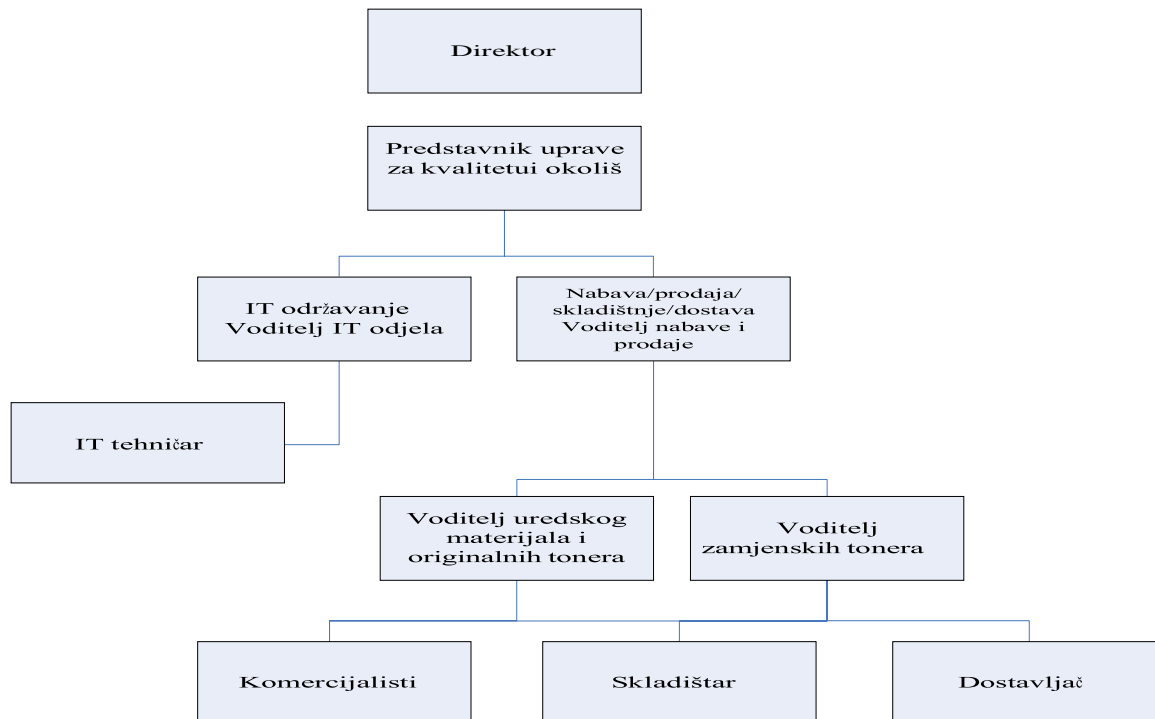 Direktor
Predstavnik uprave
za kvalitetui okoliš
IT održavanje
Voditelj IT odjela
Nabava/prodaja/
skladištnje/dostava
Voditelj nabave i
prodaje
IT tehničar
Voditelj uredskog
materijala i
originalnih tonera
Voditelj
zamjenskih tonera
Komercijalisti
Skladištar
Dostavljač